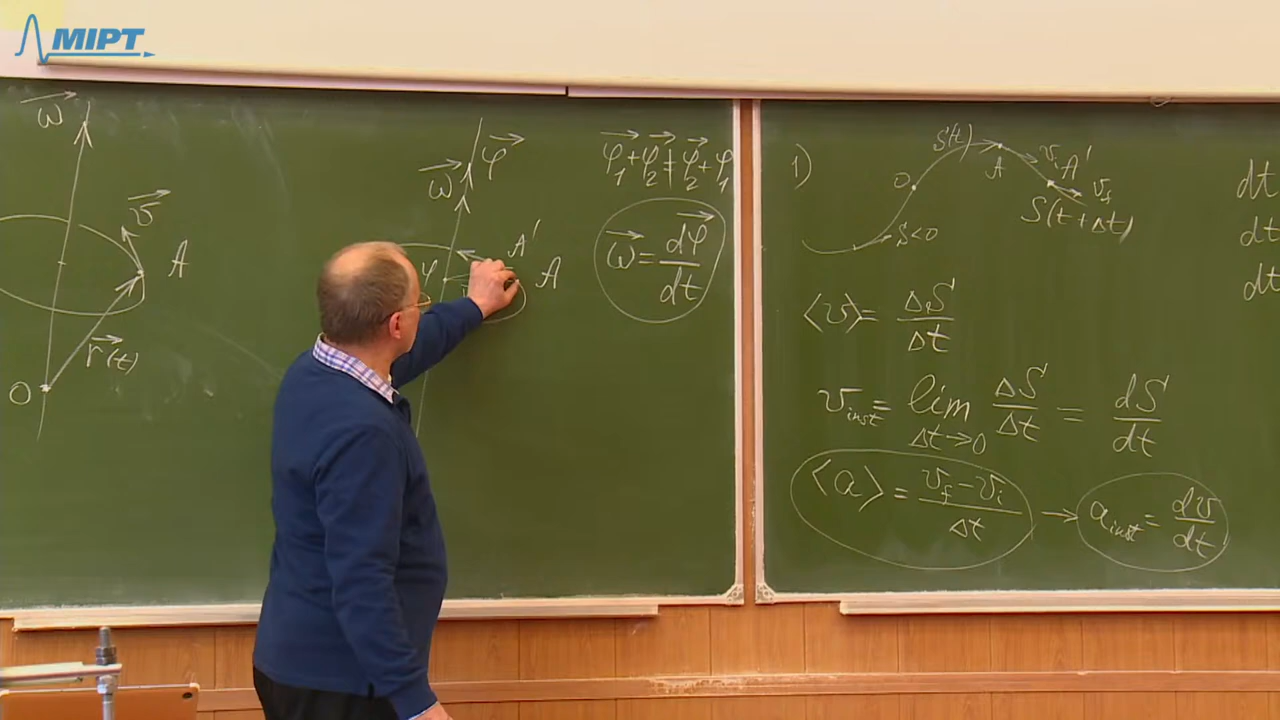 MIPT
ω⃗
v⃗
A
r⃗(t)
O
φ⃗
ω⃗
A'
φ
A
φ⃗₁+φ⃗₂≠φ⃗₂+φ⃗₁
ω⃗ = dφ⃗/dt
1)
S(t)
A
v_i
A'
v_f
O
S(t+Δt)
S<0
⟨v⟩= ΔS/Δt
v_inst = lim Δt→0 ΔS/Δt = dS/dt
⟨a⟩ = (v_f − v_i)/Δt → a_inst = dv/dt
dt
dt
dt